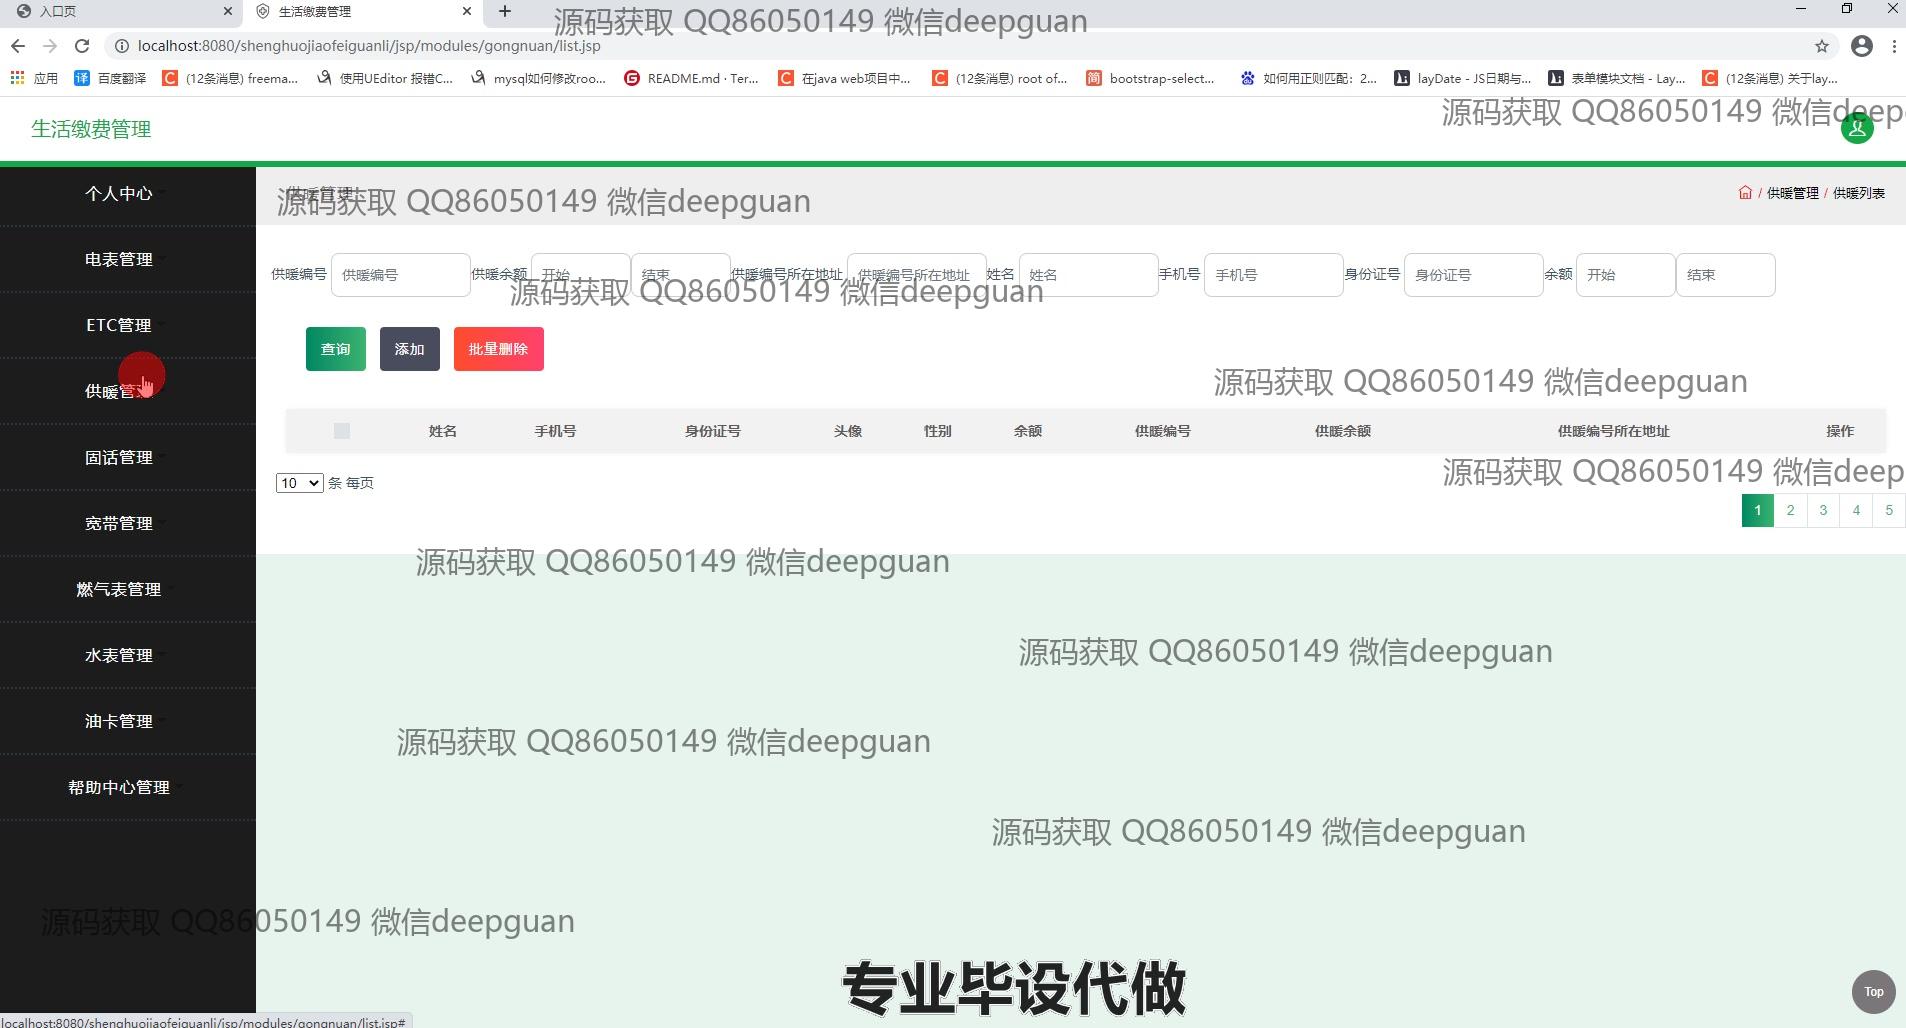 入口页
生活缴费管理
源码获取 QQ86050149 微信deepguan
localhost:8080/shenghuojiaofeiguanli/jsp/modules/gongnuan/list.jsp
应用
百度翻译
(12条消息) freema...
使用UEditor 报错C...
mysql如何修改roo...
README.md · Ter...
在java web项目中...
(12条消息) root of...
bootstrap-select...
如何用正则匹配：2...
layDate - JS日期与...
表单模块文档 - Lay...
(12条消息) 关于lay...
生活缴费管理
源码获取 QQ86050149 微信deep
个人中心
供暖管理
源码获取 QQ86050149 微信deepguan
/ 供暖管理 / 供暖列表
电表管理
供暖编号 供暖编号 供暖余额 开始 结束 供暖编号所在地址 供暖编号所在地址 姓名 姓名 手机号 手机号 身份证号 身份证号 余额 开始 结束
源码获取 QQ86050149 微信deepguan
ETC管理
查询 添加 批量删除
供暖管理
源码获取 QQ86050149 微信deepguan
姓名 手机号 身份证号 头像 性别 余额 供暖编号 供暖余额 供暖编号所在地址 操作
固话管理
源码获取 QQ86050149 微信deep
10 条 每页
1 2 3 4 5
宽带管理
源码获取 QQ86050149 微信deepguan
燃气表管理
水表管理
源码获取 QQ86050149 微信deepguan
油卡管理
源码获取 QQ86050149 微信deepguan
帮助中心管理
源码获取 QQ86050149 微信deepguan
源码获取 QQ86050149 微信deepguan
专业毕设代做
Top
localhost:8080/shenghuojiaofeiguanli/jsp/modules/gongnuan/list.jsp#